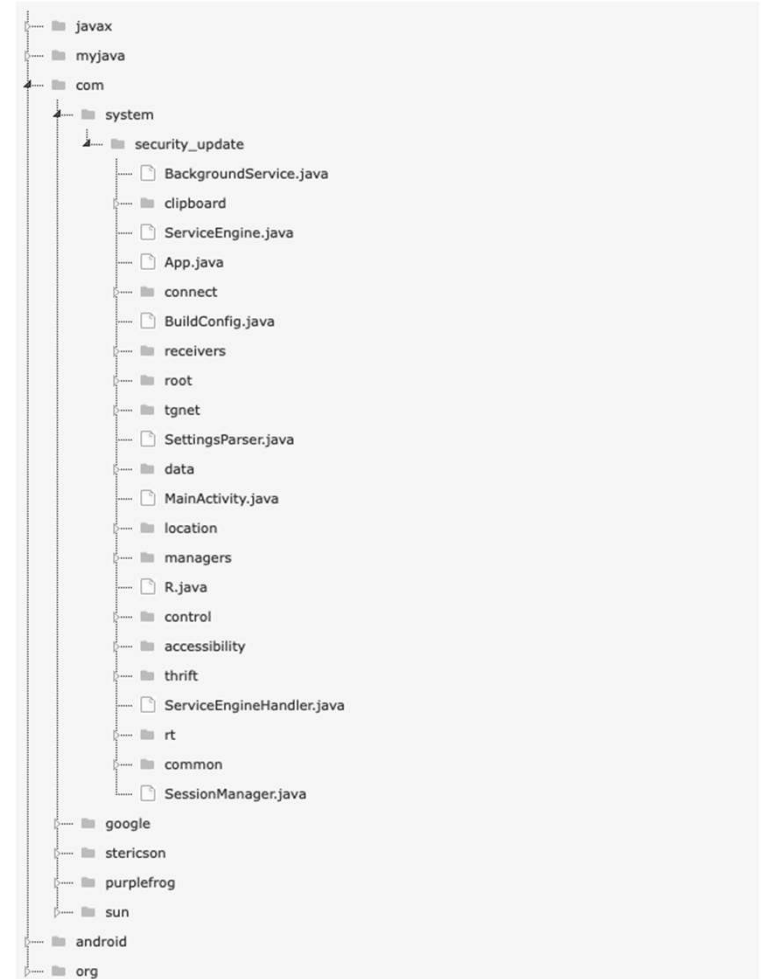 javax
myjava
com
system
security_update
BackgroundService.java
clipboard
ServiceEngine.java
App.java
connect
BuildConfig.java
receivers
root
tgnet
SettingsParser.java
data
MainActivity.java
location
managers
R.java
control
accessibility
thrift
ServiceEngineHandler.java
rt
common
SessionManager.java
google
stericson
purplefrog
sun
android
org